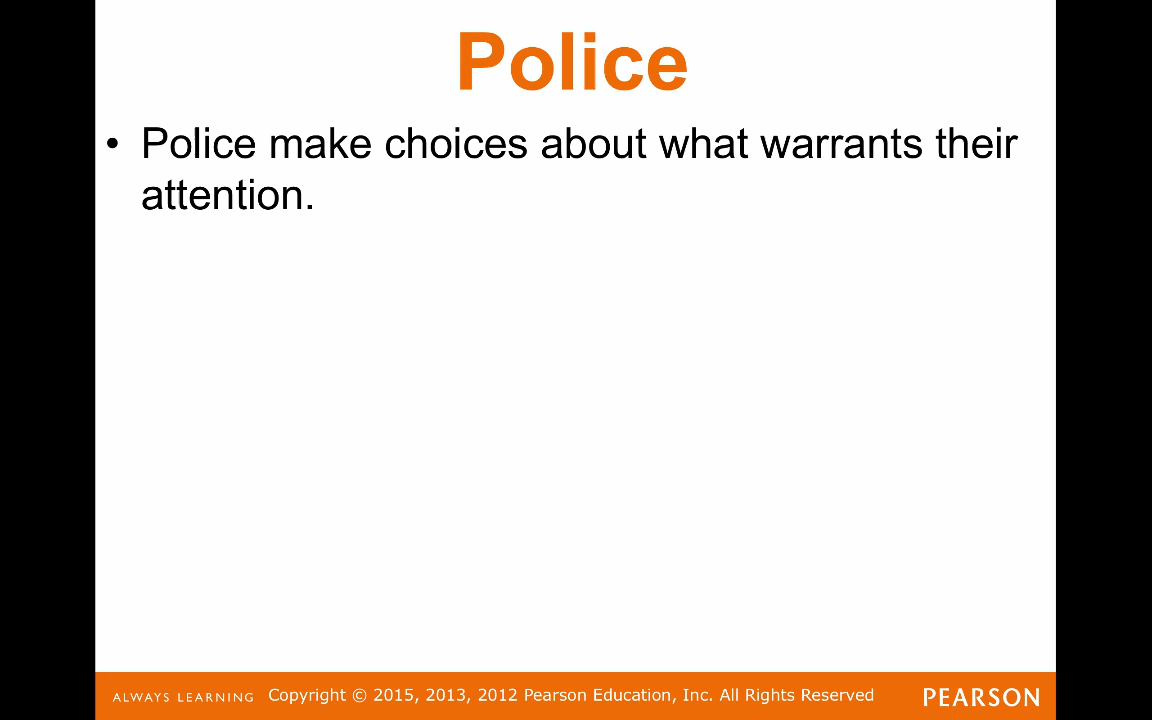 Police
• Police make choices about what warrants their
attention.
ALWAYS LEARNING Copyright © 2015, 2013, 2012 Pearson Education, Inc. All Rights Reserved PEARSON